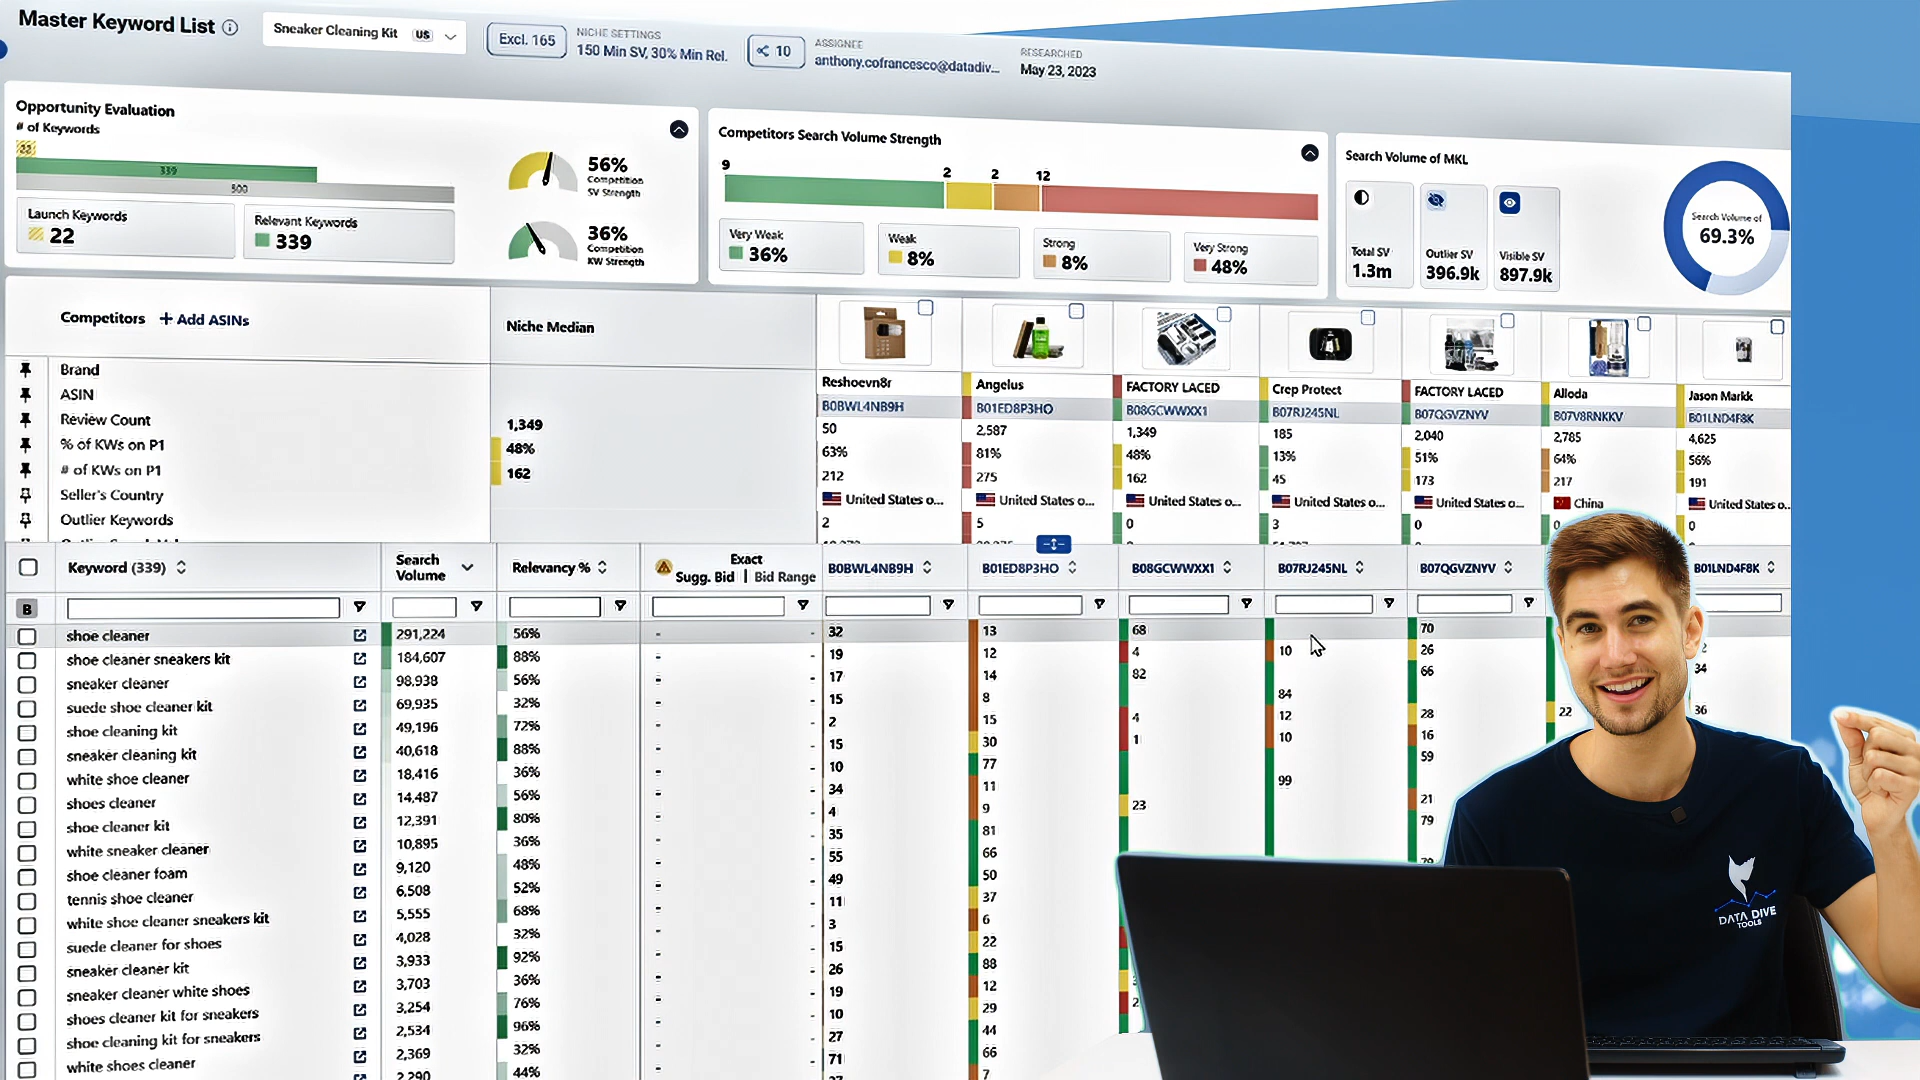 Master Keyword List
Sneaker Cleaning Kit US
Excl. 165
NICHE SETTINGS
150 Min SV, 30% Min Rel.
10
ASSIGNEE
anthony.cofrancesco@datadiv...
RESEARCHED
May 23, 2023
Opportunity Evaluation
# of Keywords
22
339
500
Launch Keywords
22
Relevant Keywords
339
56%
Competition
SV Strength
36%
Competition
KW Strength
Competitors Search Volume Strength
9 2 2 12
Very Weak
36%
Weak
8%
Strong
8%
Very Strong
48%
Search Volume of MKL
Total SV
1.3m
Outlier SV
396.9k
Visible SV
897.9k
Search Volume of
69.3%
Competitors + Add ASINs
Niche Median
Brand Reshoevn8r Angelus FACTORY LACED Crep Protect FACTORY LACED Alloda Jason Markk
ASIN B0BWL4NB9H B01ED8P3HO B08GCWWXX1 B07RJ245NL B07QGVZNYV B07V8RNKKV B01LND4F8K
Review Count 1,349 50 2,587 1,349 185 2,040 2,785 4,625
% of KWs on P1 48% 63% 81% 48% 13% 51% 64% 56%
# of KWs on P1 162 212 275 162 45 173 217 191
Seller's Country United States o... United States o... United States o... United States o... United States o... China United States o..
Outlier Keywords 2 5 0 3 0 0 0
Keyword (339) Search Volume Relevancy % Exact Sugg. Bid | Bid Range B0BWL4NB9H B01ED8P3HO B08GCWWXX1 B07RJ245NL B07QGVZNYV B01LND4F8K
B
shoe cleaner 291,224 56% - - 32 13 68 70
shoe cleaner sneakers kit 184,607 88% - - 19 12 4 10 26
sneaker cleaner 98,938 56% - - 17 14 82 66 34
suede shoe cleaner kit 69,935 32% - - 15 8 84
shoe cleaning kit 49,196 72% - - 2 15 4 12 28 22 36
sneaker cleaning kit 40,618 88% - - 15 30 1 10 16
white shoe cleaner 18,416 36% - - 10 77 59
shoes cleaner 14,487 56% - - 34 11 99
shoe cleaner kit 12,391 80% - - 4 9 23 21
white sneaker cleaner 10,895 36% - - 35 81 79
shoe cleaner foam 9,120 48% - - 55 66
tennis shoe cleaner 6,508 52% - - 49 50 79
white shoe cleaner sneakers kit 5,555 68% - - 11 37
suede cleaner for shoes 4,028 32% - - 3 6
sneaker cleaner kit 3,933 92% - - 15 22
sneaker cleaner white shoes 3,703 36% - - 26 88
shoes cleaner kit for sneakers 3,254 76% - - 19 12
shoe cleaning kit for sneakers 2,534 96% - - 10 29 2
white shoes cleaner 2,369 32% - - 27 44
2,290 44% - - 71 66
7
DATA DIVE
TOOLS